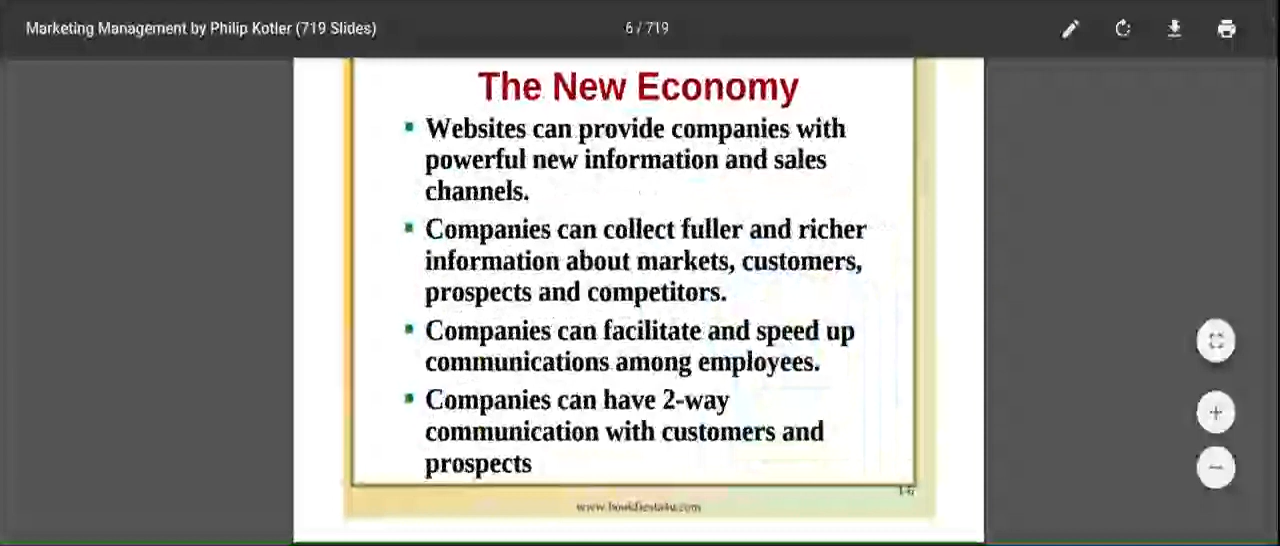 Marketing Management by Philip Kotler (719 Slides)
6 / 719
The New Economy
▪ Websites can provide companies with
powerful new information and sales
channels.
▪ Companies can collect fuller and richer
information about markets, customers,
prospects and competitors.
▪ Companies can facilitate and speed up
communications among employees.
▪ Companies can have 2-way
communication with customers and
prospects
1-6